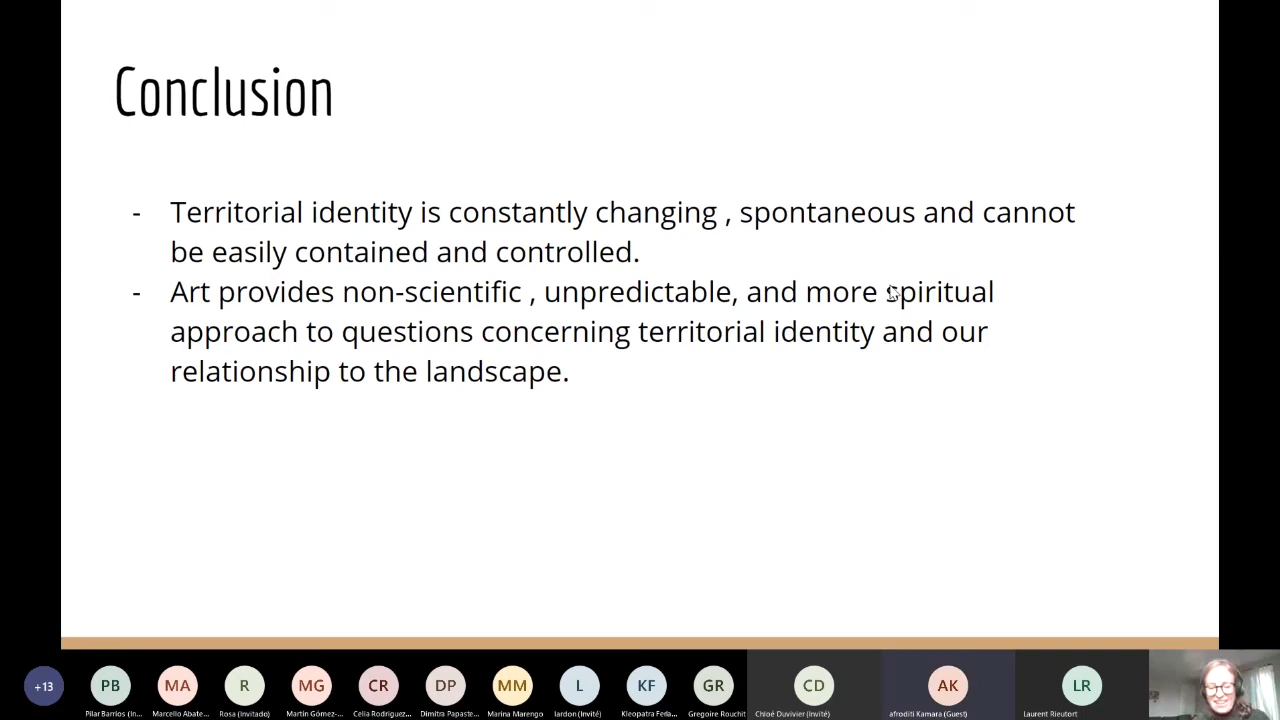 Conclusion
- Territorial identity is constantly changing , spontaneous and cannot
be easily contained and controlled.
- Art provides non-scientific , unpredictable, and more spiritual
approach to questions concerning territorial identity and our
relationship to the landscape.
+13 PB MA R MG CR DP MM L KF GR CD AK LR
Pilar Barrios (In... Marcello Abate... Rosa (Invitado) Martín Gómez-... Celia Rodríguez... Dimitra Papaste... Marina Marengo lardon (Invité) Kleopatra Fefa... Gregoire Rouchit Chloé Duvivier (Invité) afroditi Kamara (Guest) Laurent Rieutort